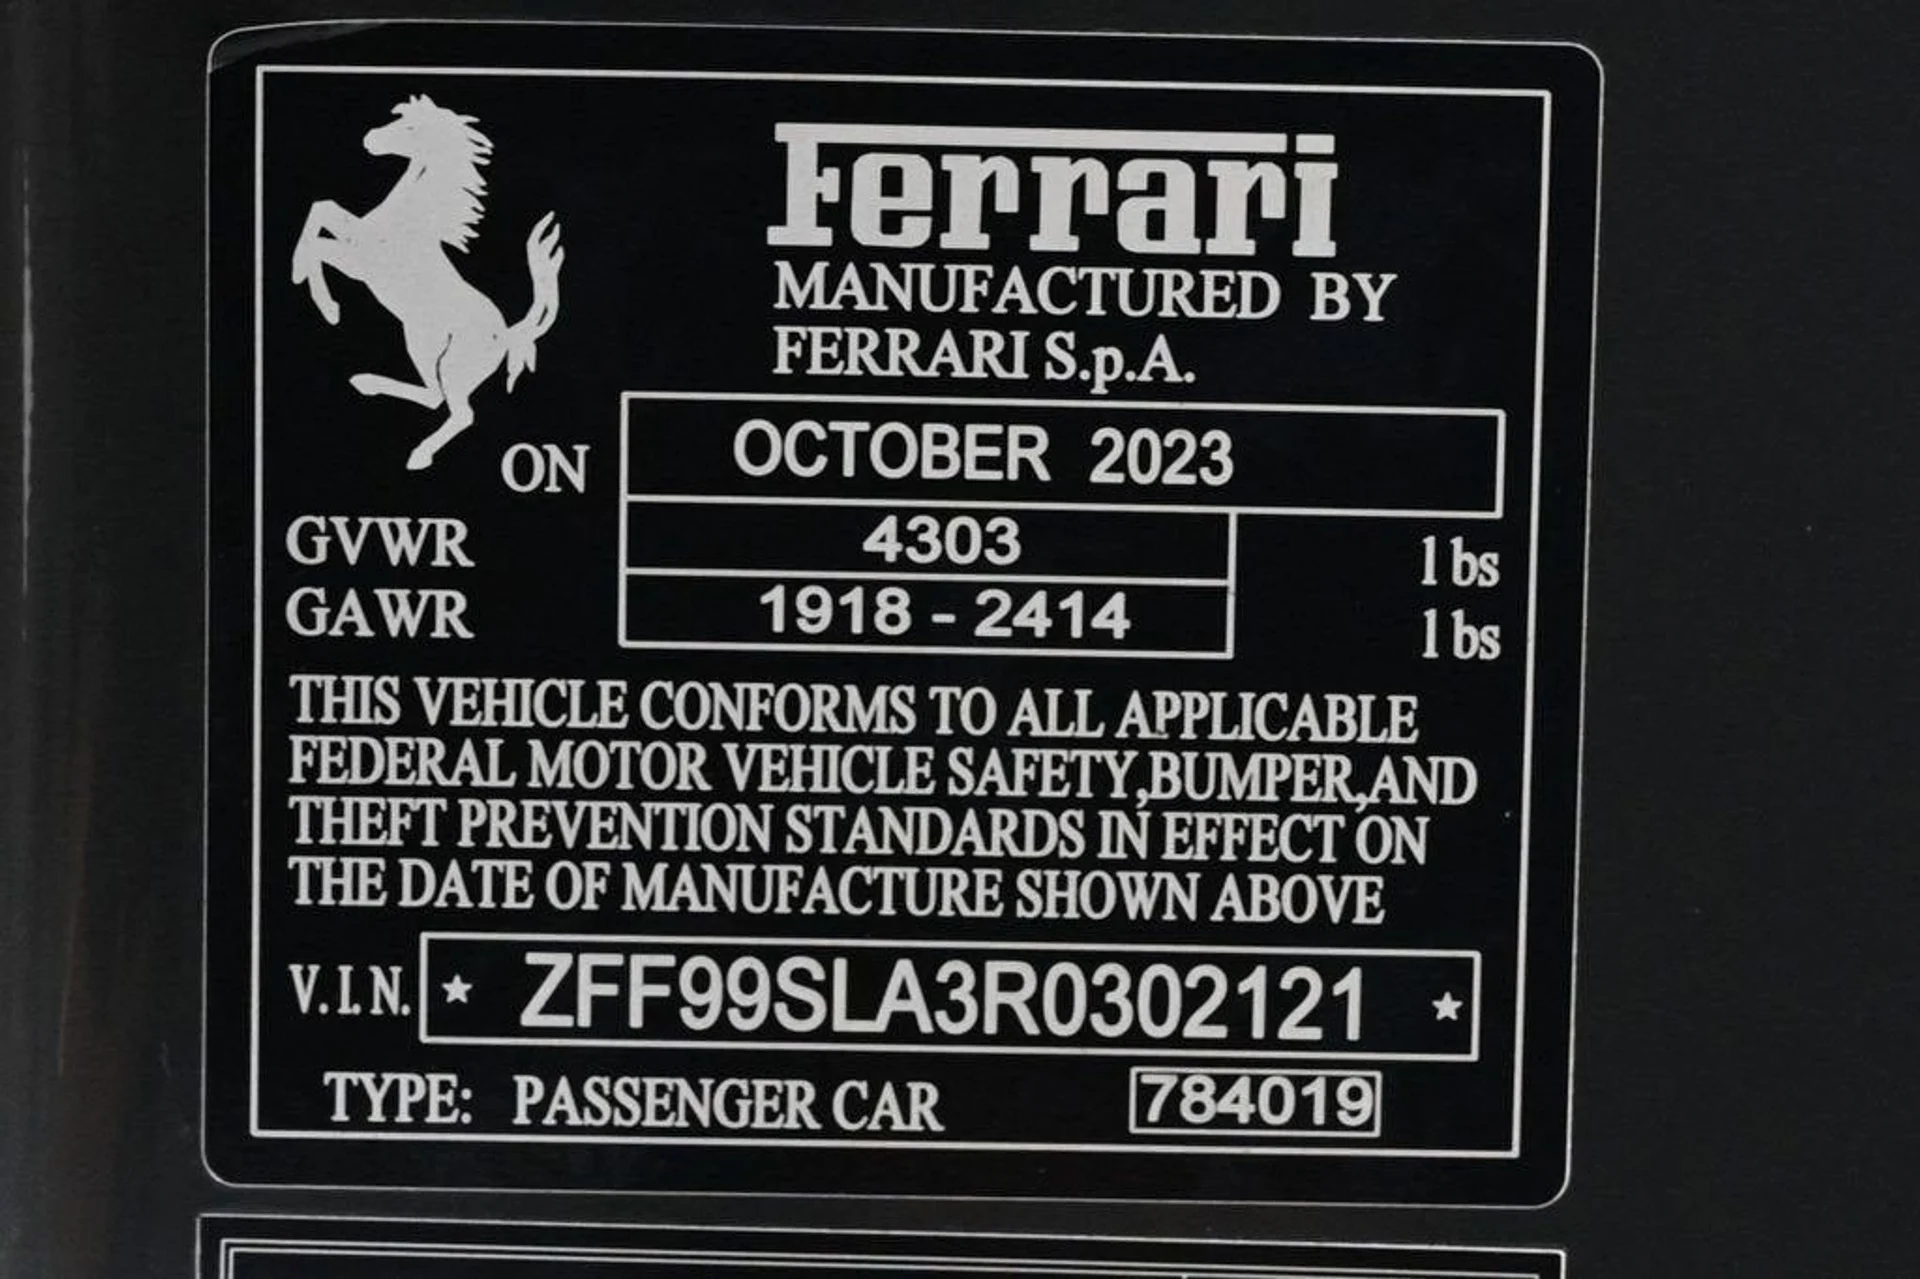 Ferrari
MANUFACTURED BY
FERRARI S.p.A.
ON OCTOBER 2023
GVWR 4303 lbs
GAWR 1918 - 2414 lbs
THIS VEHICLE CONFORMS TO ALL APPLICABLE
FEDERAL MOTOR VEHICLE SAFETY,BUMPER,AND
THEFT PREVENTION STANDARDS IN EFFECT ON
THE DATE OF MANUFACTURE SHOWN ABOVE
V.I.N. ★ ZFF99SLA3R0302121 ★
TYPE: PASSENGER CAR 784019